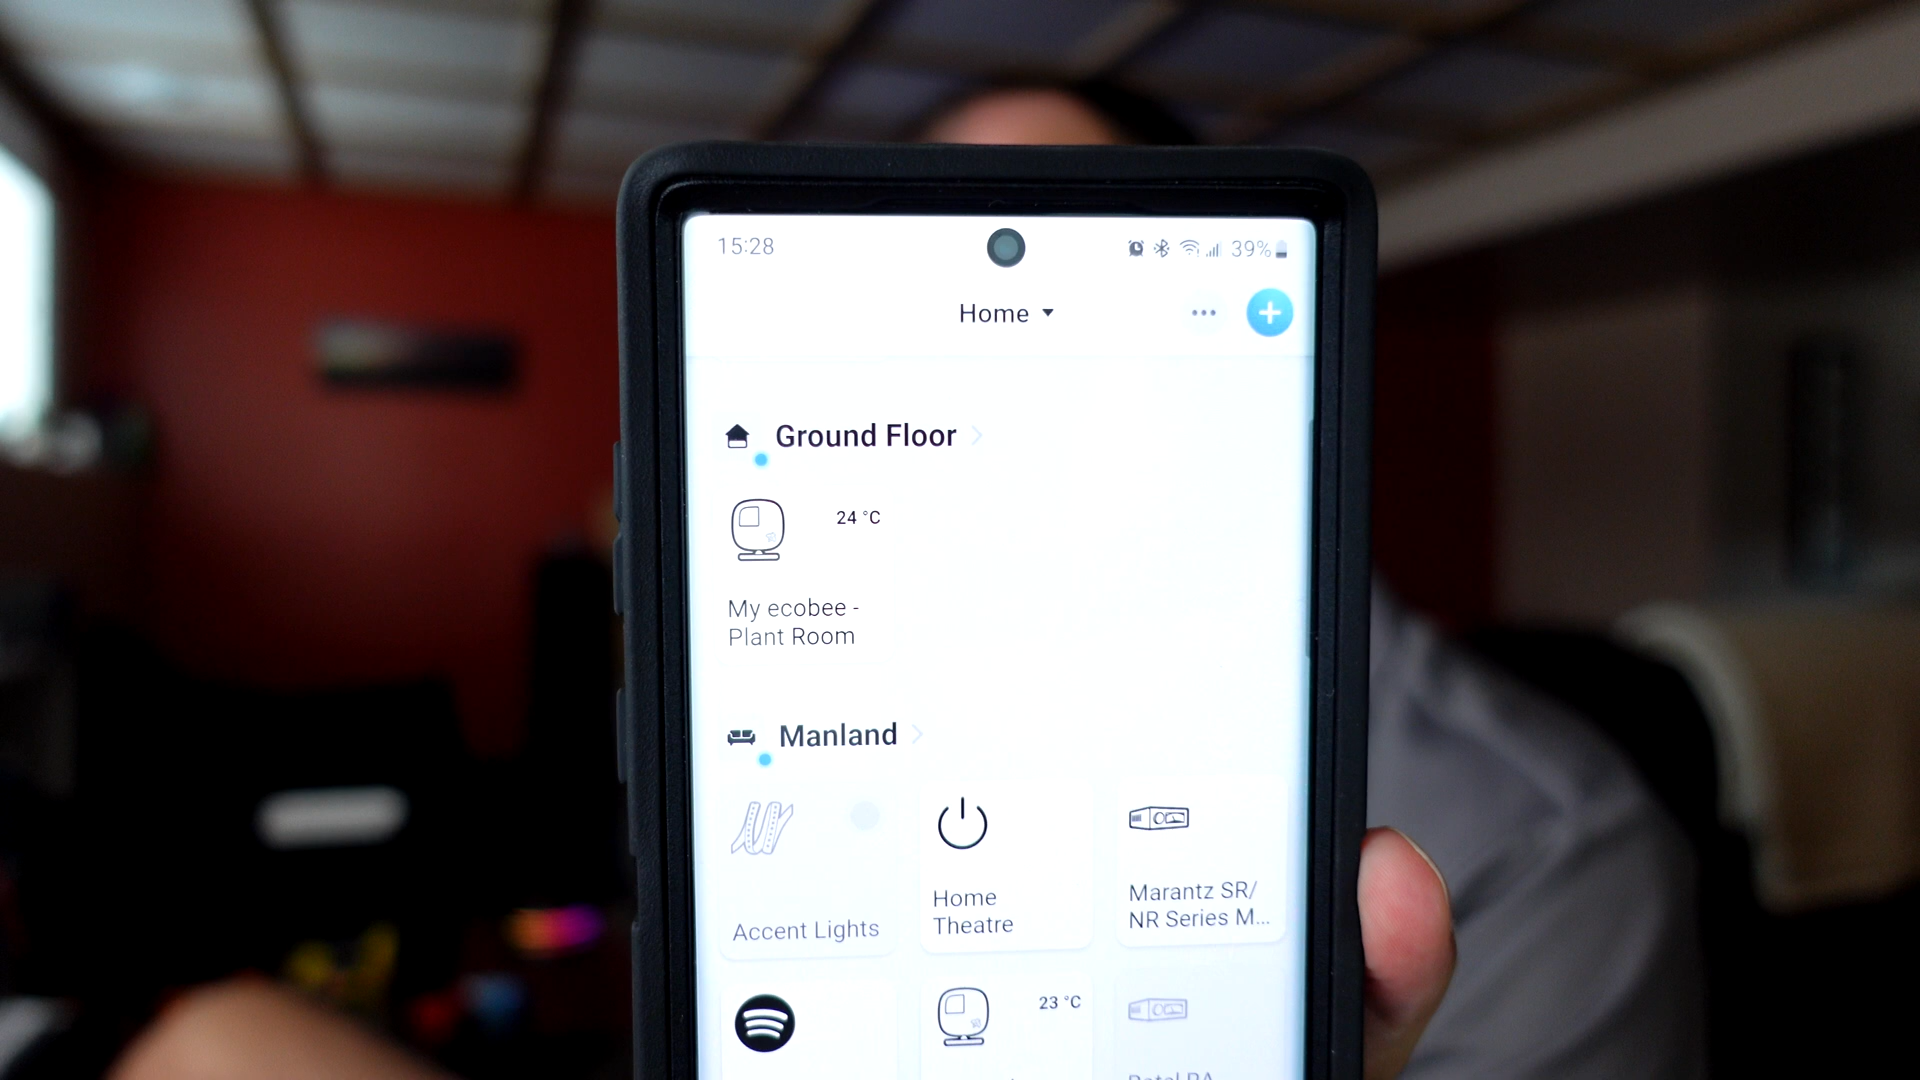 15:28
39%
Home
Ground Floor
24 °C
My ecobee -
Plant Room
Manland
Accent Lights
Home
Theatre
Marantz SR/
NR Series M...
23 °C